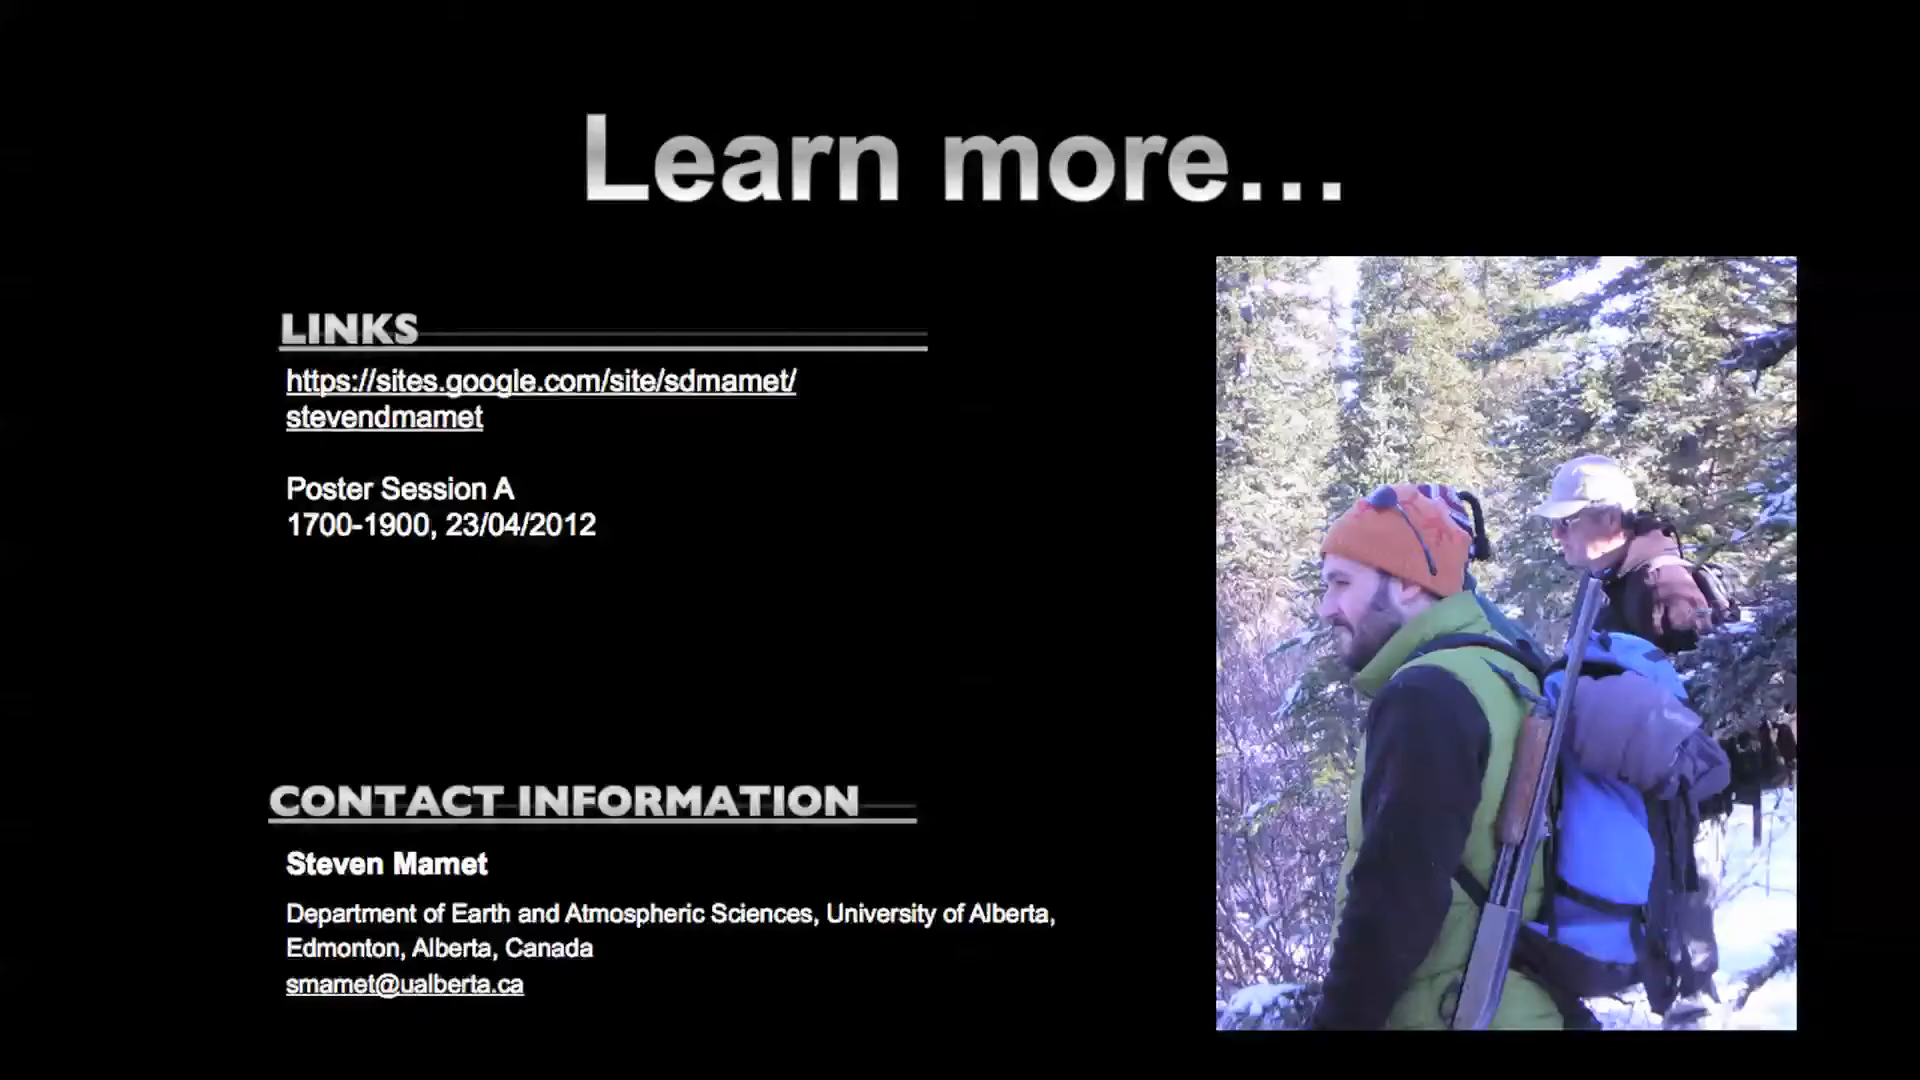 Learn more…
LINKS
https://sites.google.com/site/sdmamet/
stevendmamet
Poster Session A
1700-1900, 23/04/2012
CONTACT INFORMATION
Steven Mamet
Department of Earth and Atmospheric Sciences, University of Alberta,
Edmonton, Alberta, Canada
smamet@ualberta.ca